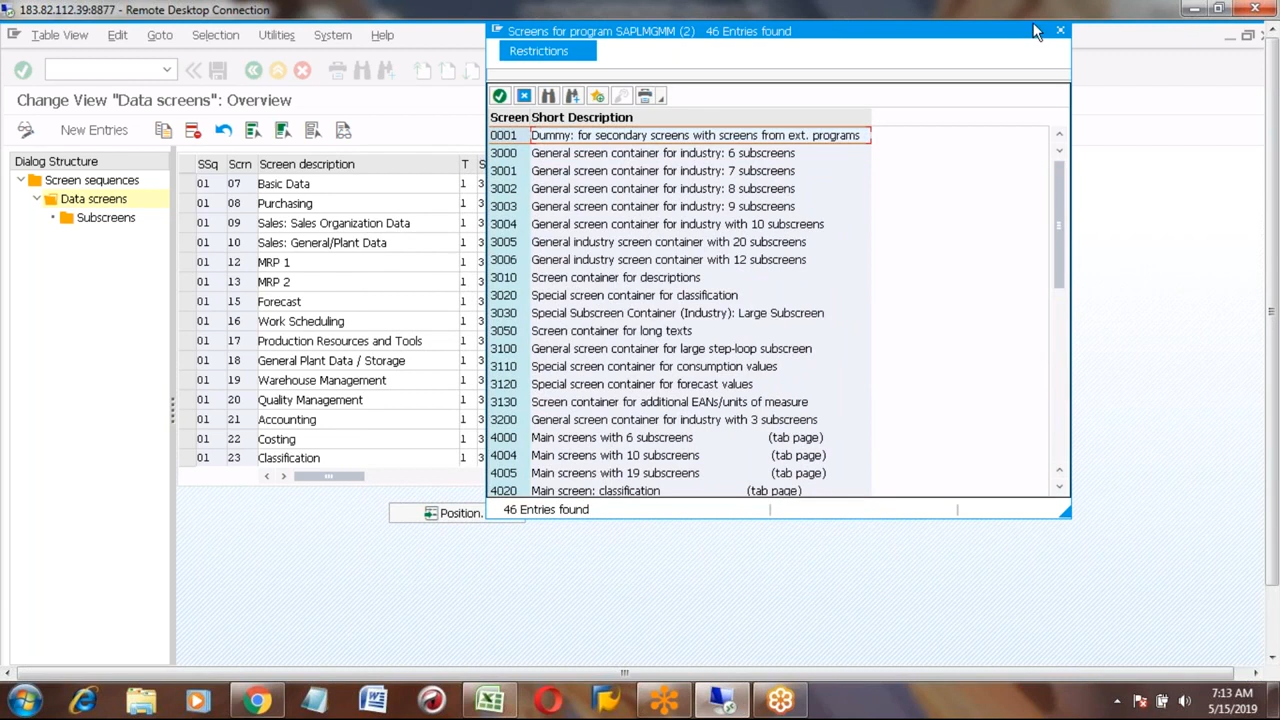 183.82.112.39:8877 - Remote Desktop Connection
Table View Edit Goto Selection Utilities System Help
Screens for program SAPLMGMM (2) 46 Entries found
Restrictions
Change View "Data screens": Overview
New Entries
Dialog Structure
Screen sequences
Data screens
Subscreens
SSq Scrn Screen description T S
01 07 Basic Data 1 3
01 08 Purchasing 1 3
01 09 Sales: Sales Organization Data 1 3
01 10 Sales: General/Plant Data 1 3
01 12 MRP 1 1 3
01 13 MRP 2 1 3
01 15 Forecast 1 3
01 16 Work Scheduling 1 3
01 17 Production Resources and Tools 1 3
01 18 General Plant Data / Storage 1 3
01 19 Warehouse Management 1 3
01 20 Quality Management 1 3
01 21 Accounting 1 3
01 22 Costing 1 3
01 23 Classification 1 3
Position.
Screen Short Description
0001 Dummy: for secondary screens with screens from ext. programs
3000 General screen container for industry: 6 subscreens
3001 General screen container for industry: 7 subscreens
3002 General screen container for industry: 8 subscreens
3003 General screen container for industry: 9 subscreens
3004 General screen container for industry with 10 subscreens
3005 General industry screen container with 20 subscreens
3006 General industry screen container with 12 subscreens
3010 Screen container for descriptions
3020 Special screen container for classification
3030 Special Subscreen Container (Industry): Large Subscreen
3050 Screen container for long texts
3100 General screen container for large step-loop subscreen
3110 Special screen container for consumption values
3120 Special screen container for forecast values
3130 Screen container for additional EANs/units of measure
3200 General screen container for industry with 3 subscreens
4000 Main screens with 6 subscreens (tab page)
4004 Main screens with 10 subscreens (tab page)
4005 Main screens with 19 subscreens (tab page)
4020 Main screen: classification (tab page)
46 Entries found
7:13 AM
5/15/2019